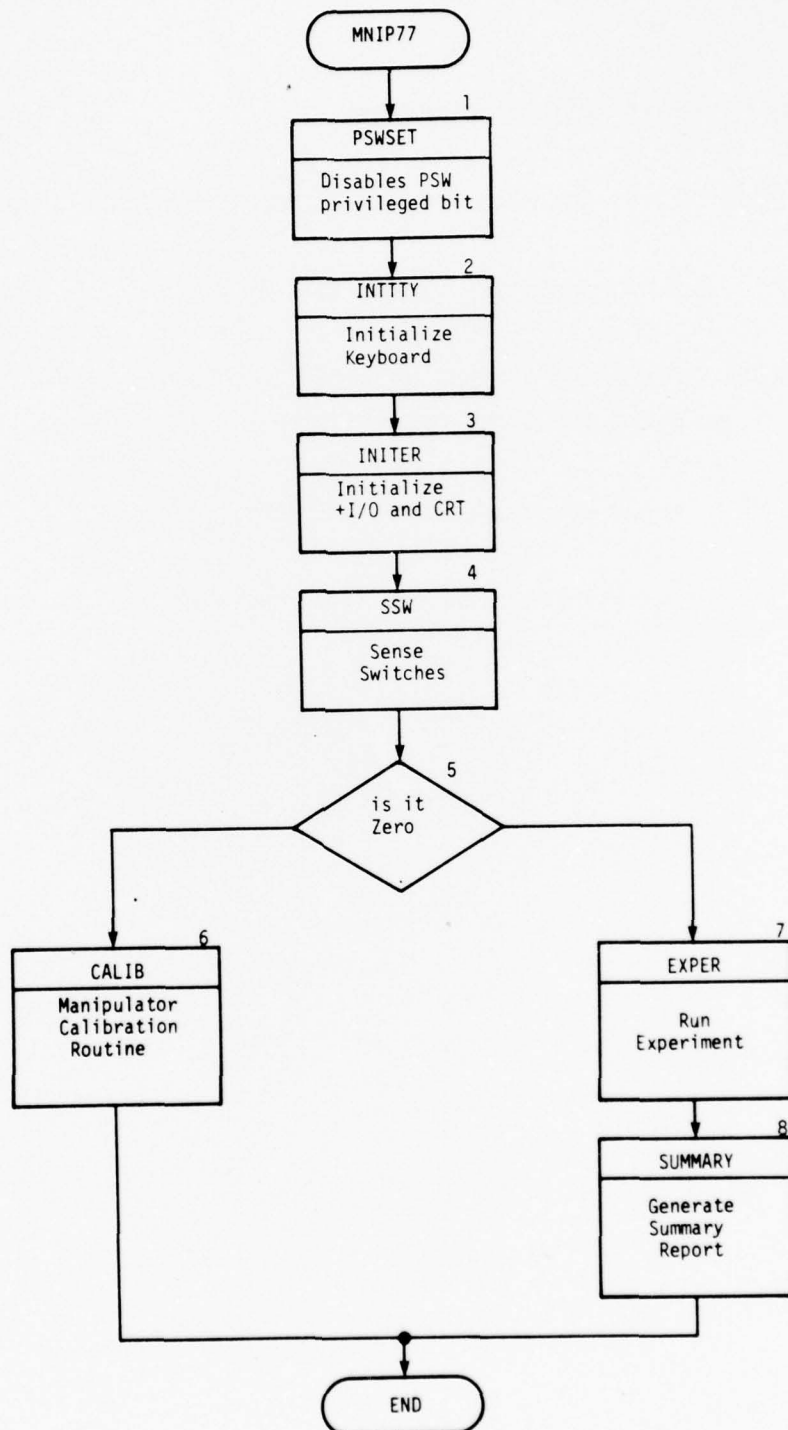 MNIP77
1
PSWSET
Disables PSW
privileged bit
2
INTTTY
Initialize
Keyboard
3
INITER
Initialize
+I/O and CRT
4
SSW
Sense
Switches
5
is it
Zero
6
CALIB
Manipulator
Calibration
Routine
7
EXPER
Run
Experiment
8
SUMMARY
Generate
Summary
Report
END